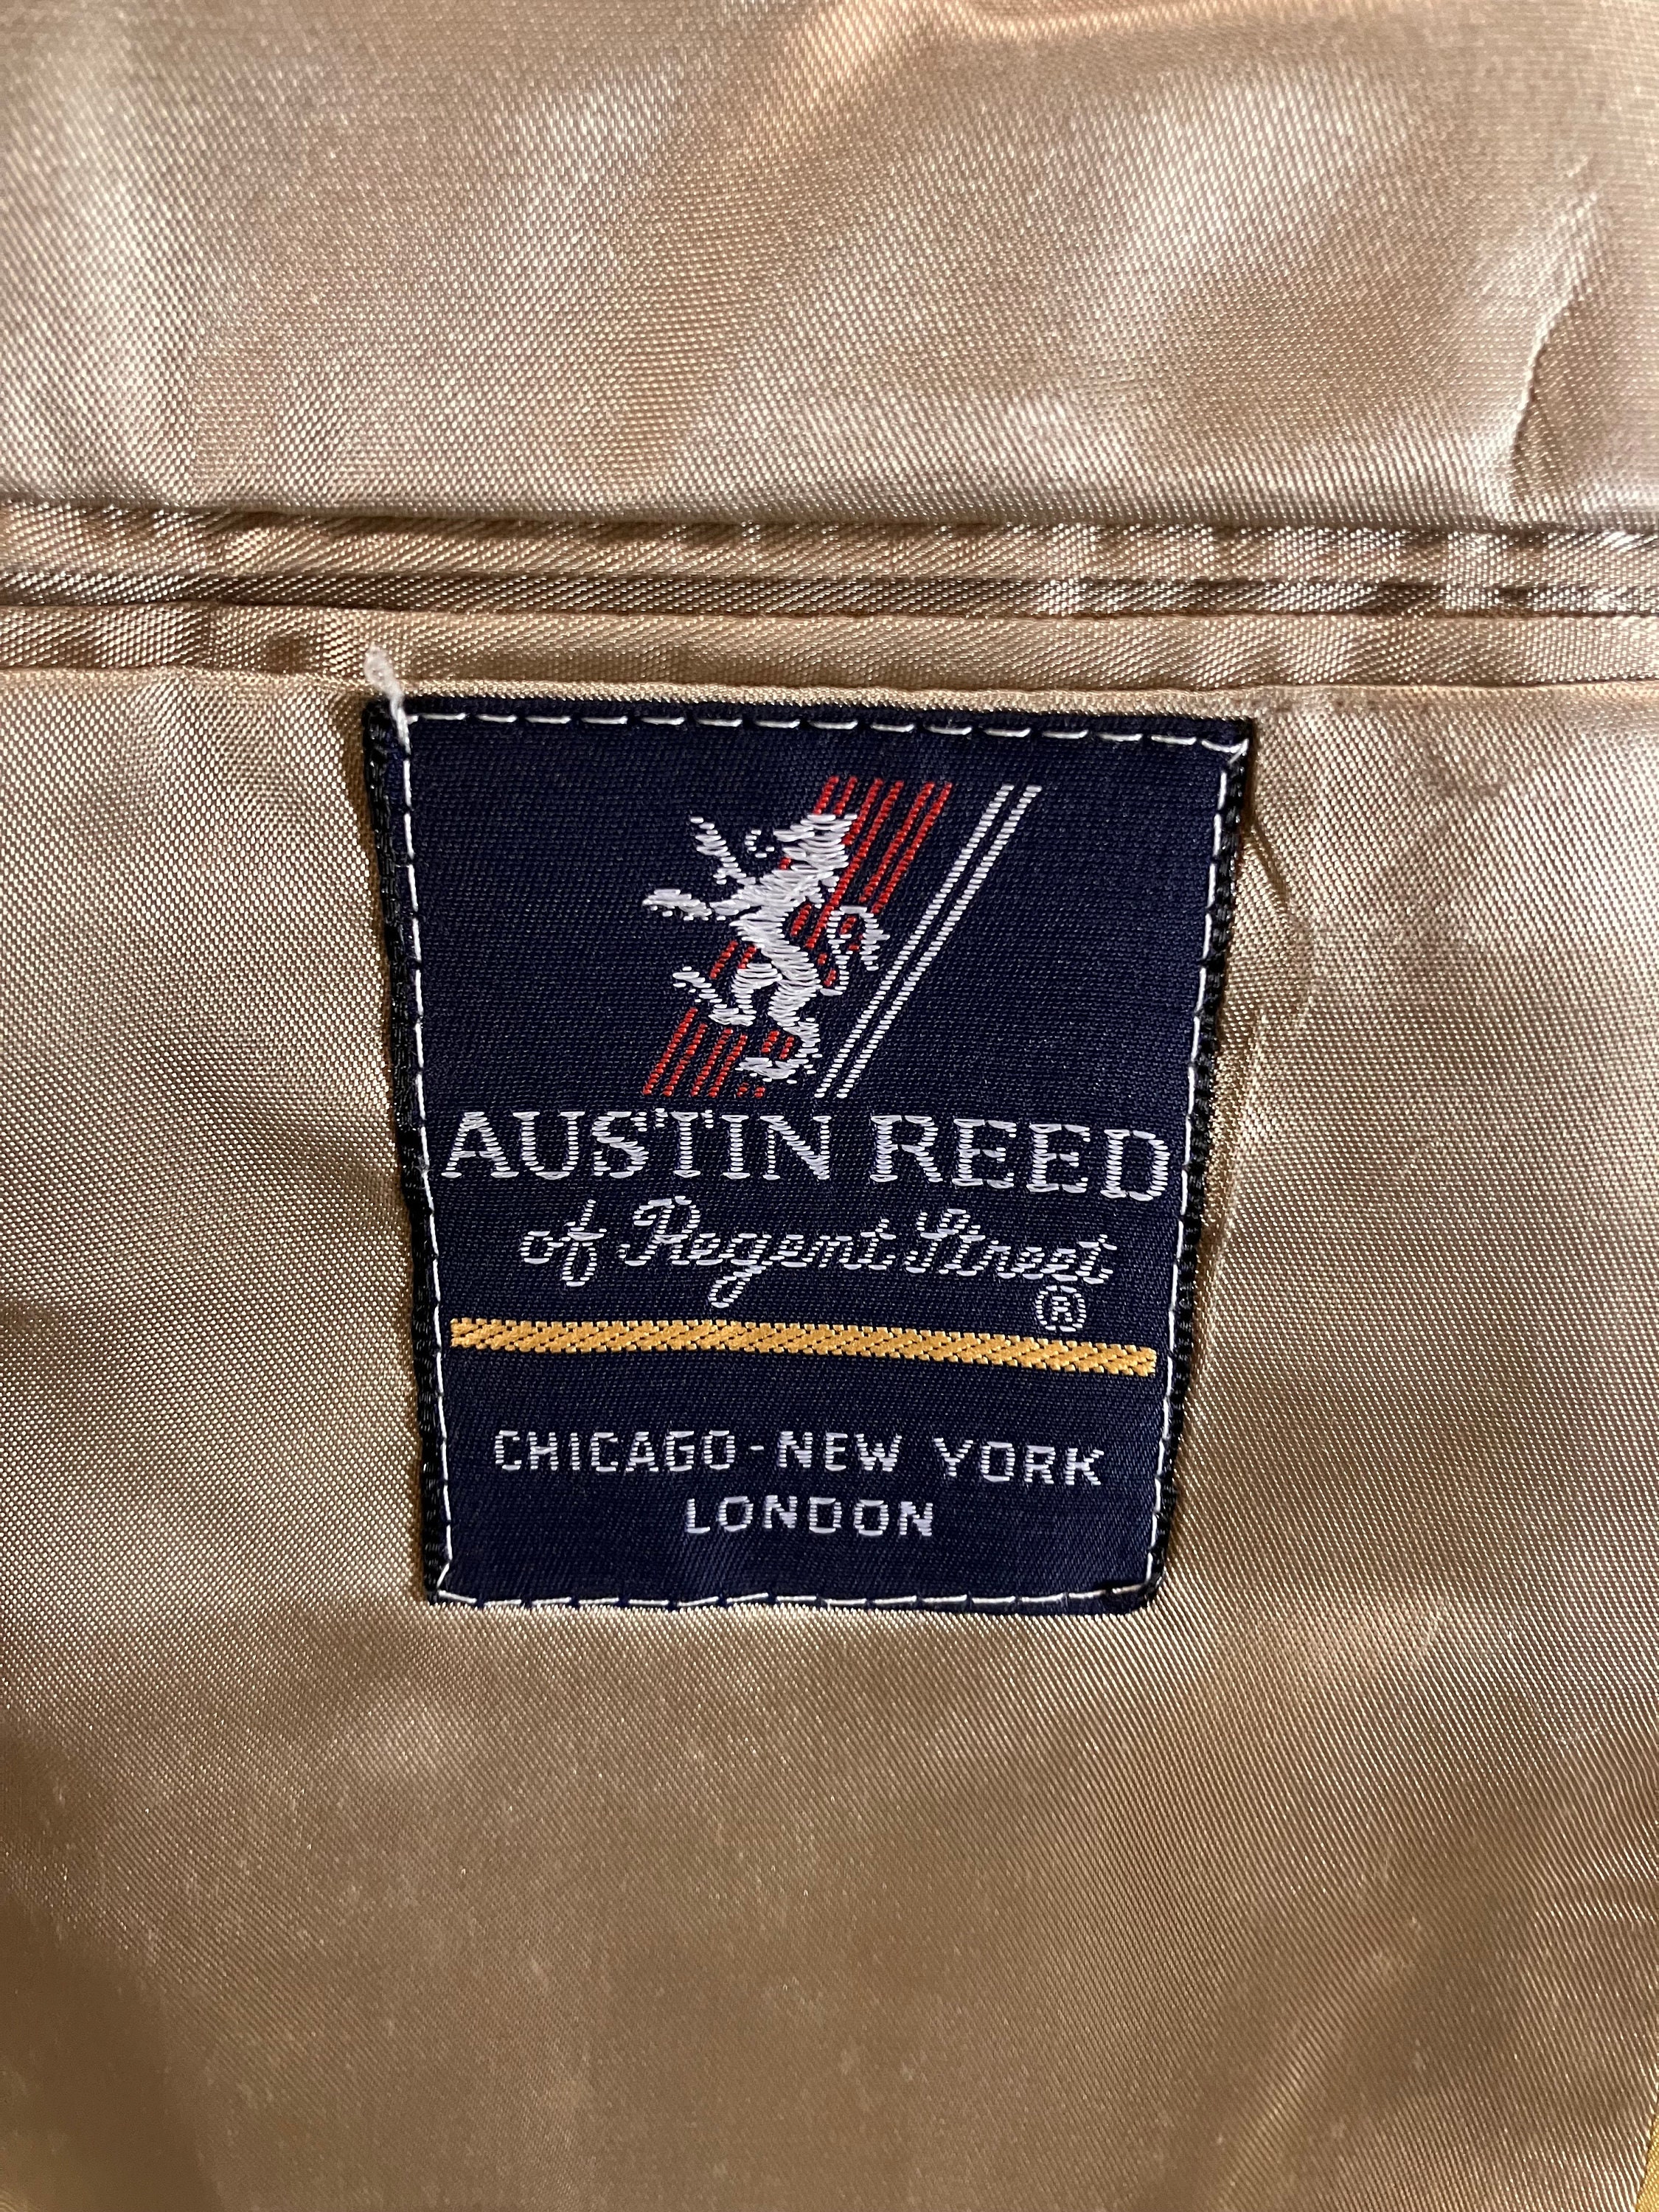 AUSTIN REED
of Regent Street
®
CHICAGO-NEW YORK
LONDON